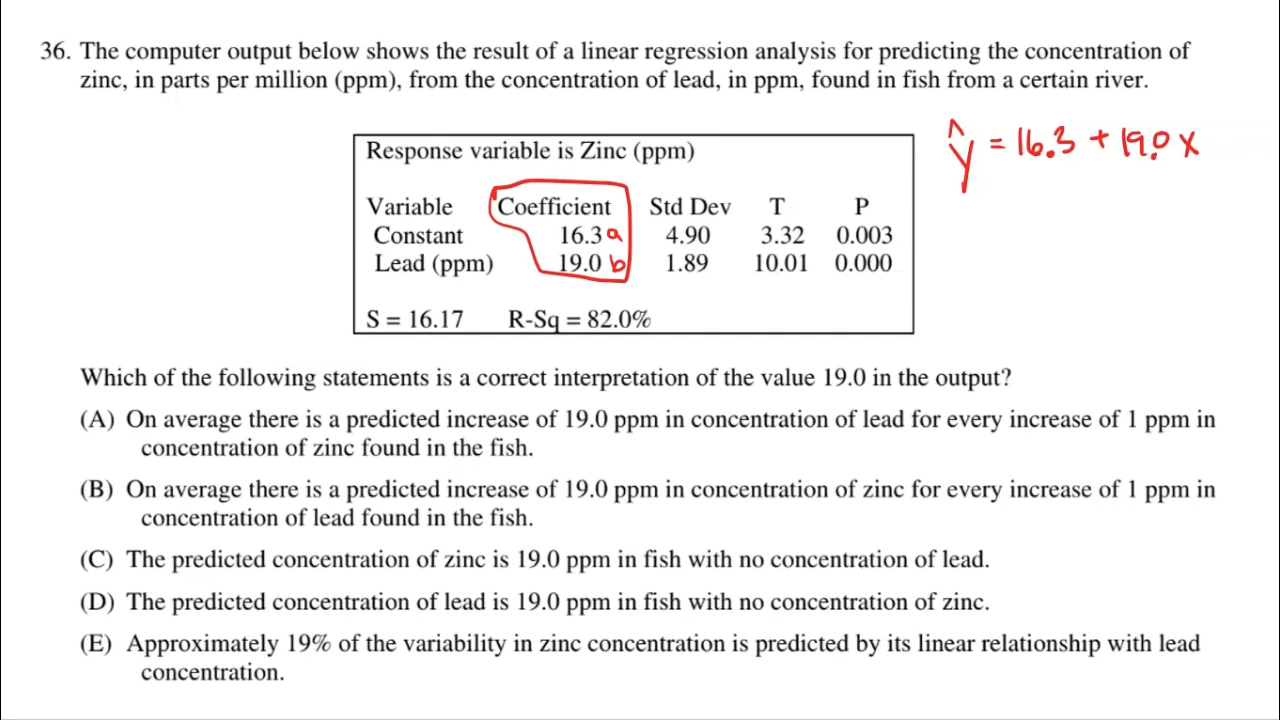 36. The computer output below shows the result of a linear regression analysis for predicting the concentration of
zinc, in parts per million (ppm), from the concentration of lead, in ppm, found in fish from a certain river.
ŷ = 16.3 + 19.0 x
Response variable is Zinc (ppm)
Variable Coefficient Std Dev T P
Constant 16.3 a 4.90 3.32 0.003
Lead (ppm) 19.0 b 1.89 10.01 0.000
S = 16.17 R-Sq = 82.0%
Which of the following statements is a correct interpretation of the value 19.0 in the output?
(A) On average there is a predicted increase of 19.0 ppm in concentration of lead for every increase of 1 ppm in
concentration of zinc found in the fish.
(B) On average there is a predicted increase of 19.0 ppm in concentration of zinc for every increase of 1 ppm in
concentration of lead found in the fish.
(C) The predicted concentration of zinc is 19.0 ppm in fish with no concentration of lead.
(D) The predicted concentration of lead is 19.0 ppm in fish with no concentration of zinc.
(E) Approximately 19% of the variability in zinc concentration is predicted by its linear relationship with lead
concentration.